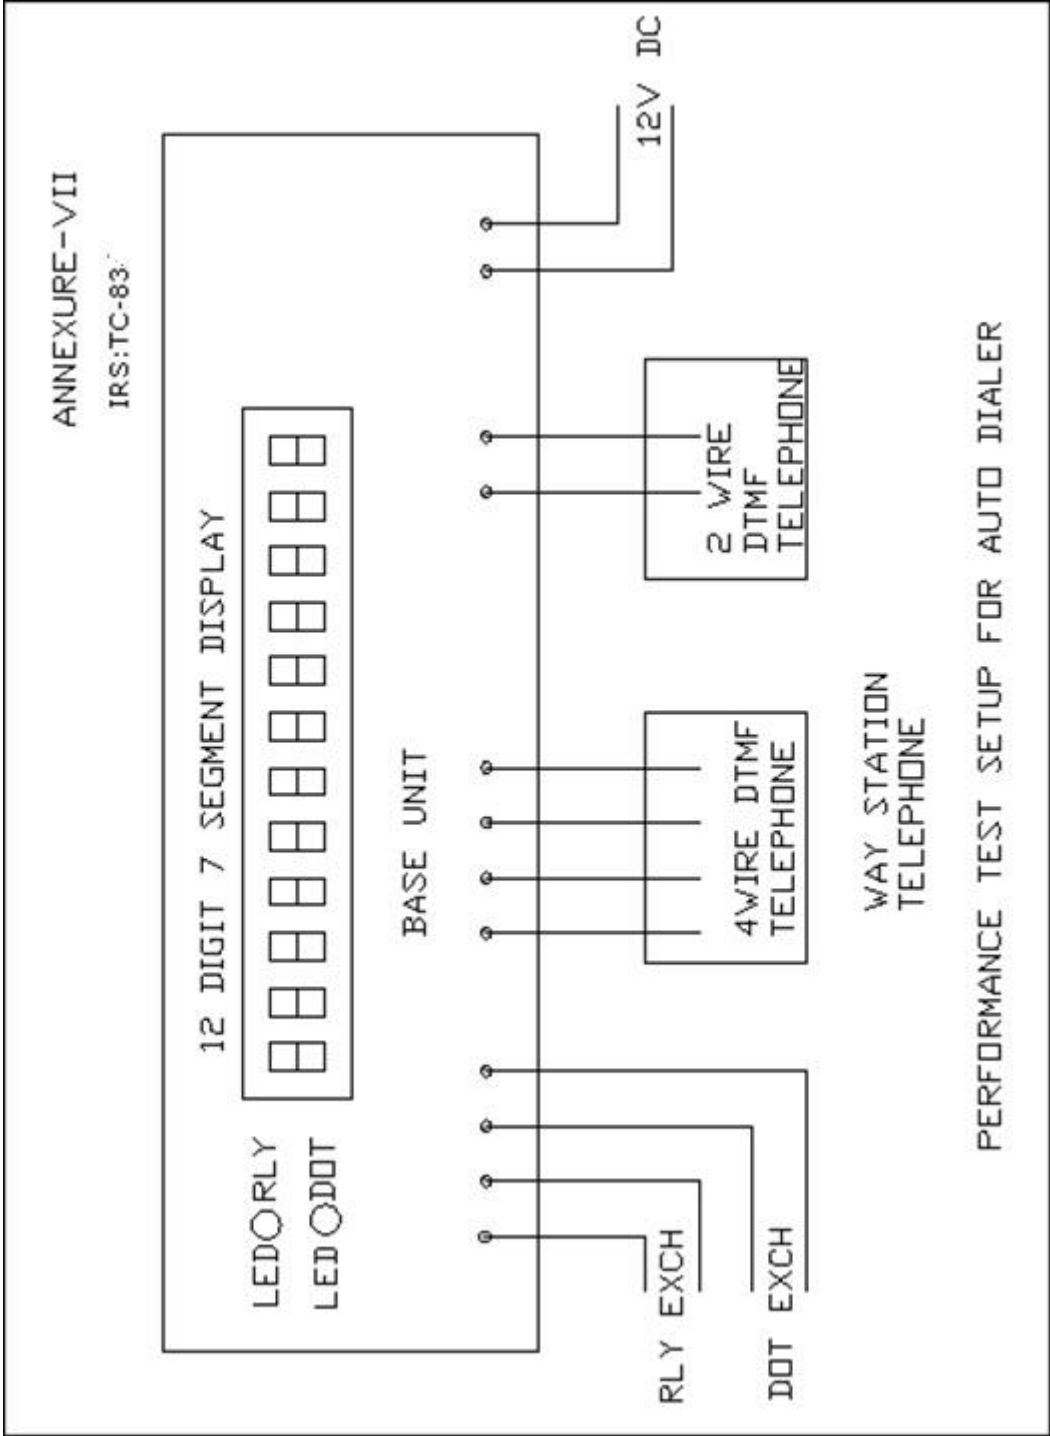 ANNEXURE-VII
IRS:TC-83
12 DIGIT 7 SEGMENT DISPLAY
LED RLY
LED DOT
BASE UNIT
12V DC
RLY EXCH
DOT EXCH
4WIRE DTMF
TELEPHONE
2 WIRE
DTMF
TELEPHONE
WAY STATION
TELEPHONE
PERFORMANCE TEST SETUP FOR AUTO DIALER